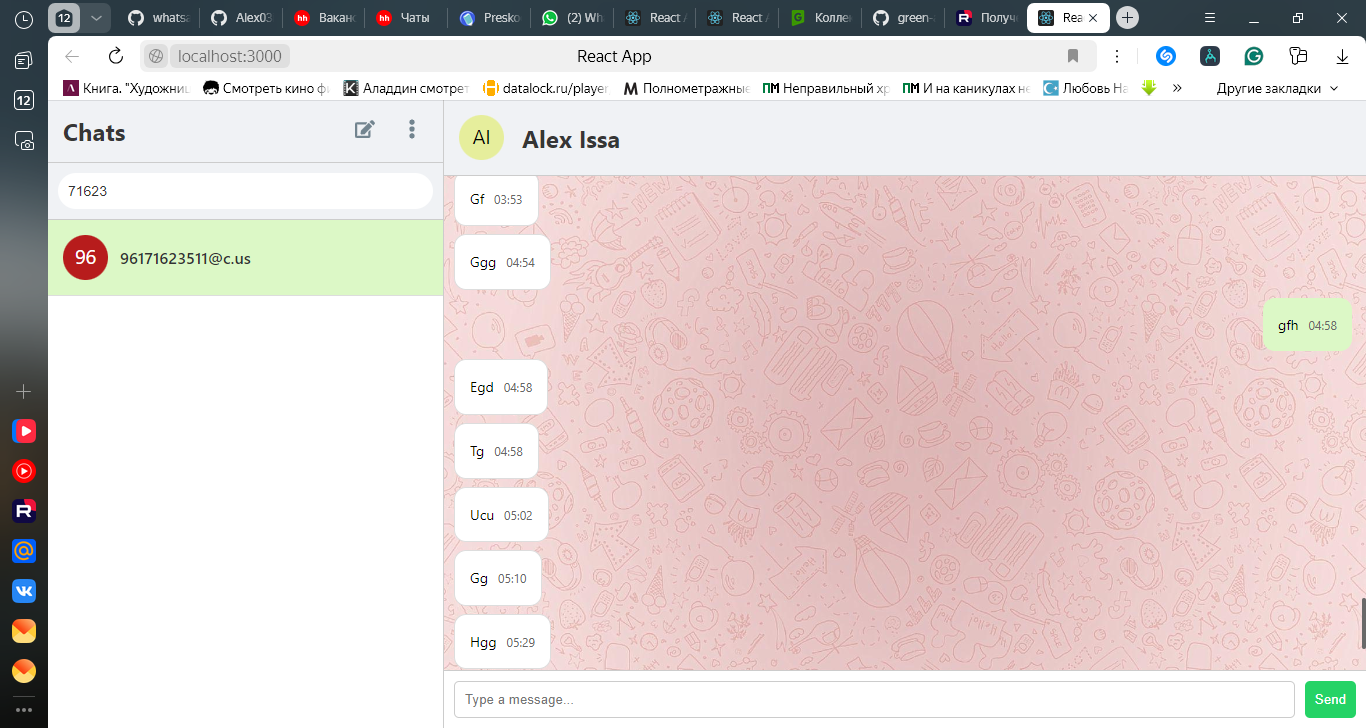 12
whatsa
Alex03
Вакан
Чаты
Presko
(2) Wh
React A
React A
Коллек
green-
Получ
Rea
localhost:3000
React App
12
Книга. "Художниц
Смотреть кино ф
Аладдин смотрет
datalock.ru/player
Полнометражные
Неправильный хр
И на каникулах не
Любовь На
»
Другие закладки
Chats
71623
96
96171623511@c.us
AI
Alex Issa
Gf 03:53
Ggg 04:54
gfh 04:58
Egd 04:58
Tg 04:58
Ucu 05:02
Gg 05:10
Hgg 05:29
Type a message...
Send